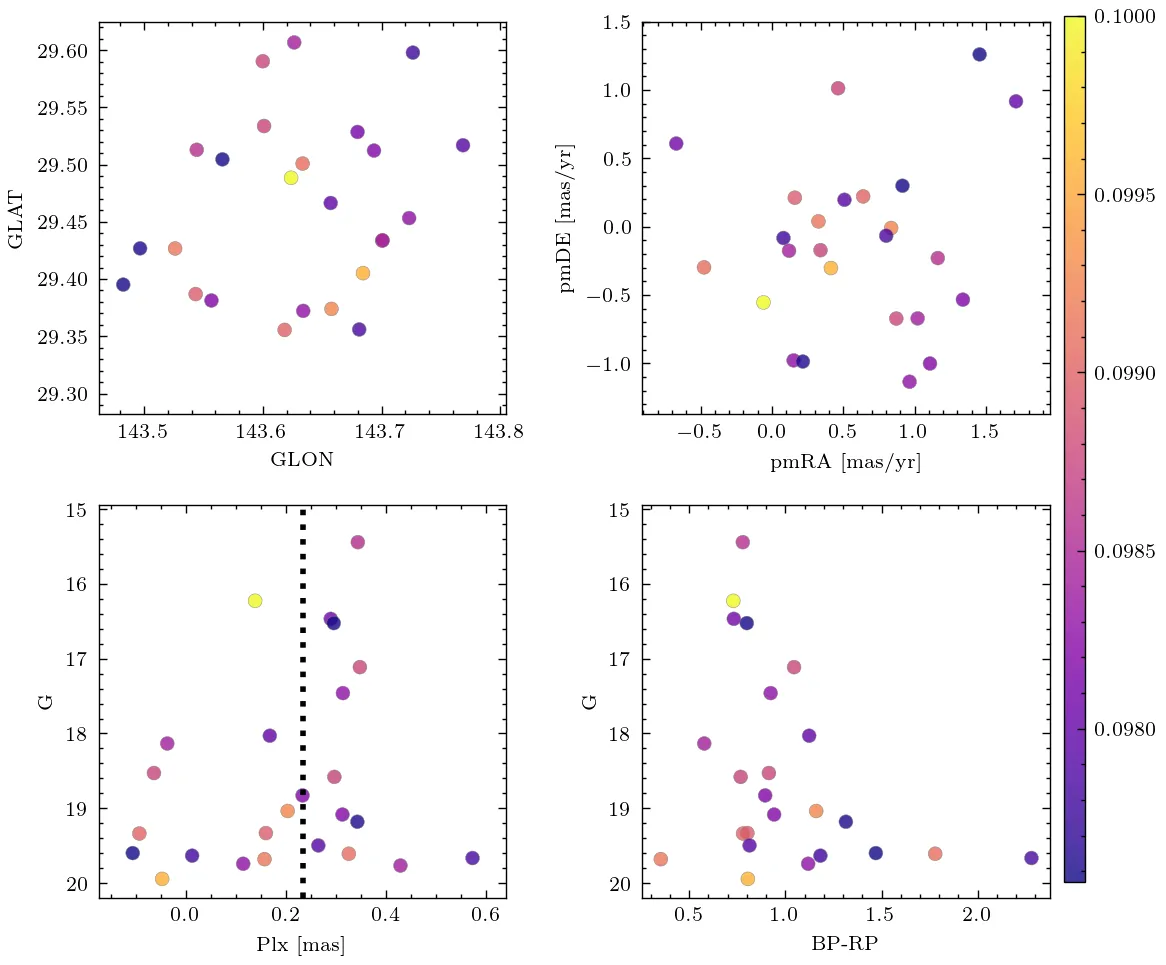 29.60
29.55
29.50
29.45
29.40
29.35
29.30
GLAT
143.5 143.6 143.7 143.8
GLON
1.5
1.0
0.5
0.0
−0.5
−1.0
pmDE [mas/yr]
−0.5 0.0 0.5 1.0 1.5
pmRA [mas/yr]
0.1000
0.0995
0.0990
0.0985
0.0980
15
16
17
18
19
20
G
0.0 0.2 0.4 0.6
Plx [mas]
15
16
17
18
19
20
G
0.5 1.0 1.5 2.0
BP-RP